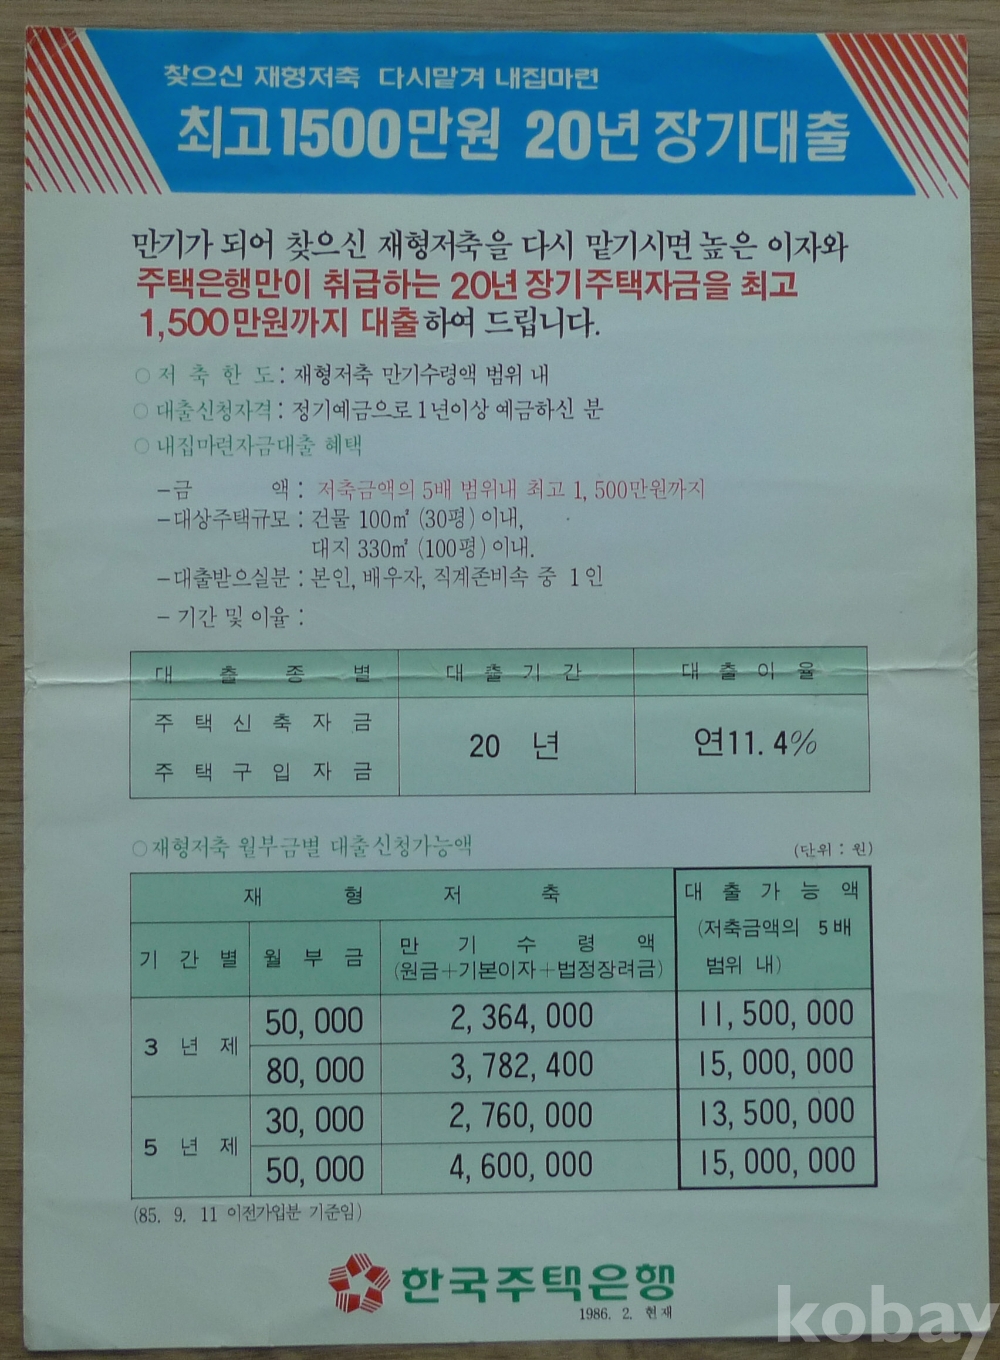 찾으신 재형저축 다시맡겨 내집마련
최고 1500만원 20년 장기대출
만기가 되어 찾으신 재형저축을 다시 맡기시면 높은 이자와
주택은행만이 취급하는 20년 장기주택자금을 최고
1,500만원까지 대출하여 드립니다.
○ 저 축 한 도 : 재형저축 만기수령액 범위 내
○ 대출신청자격 : 정기예금으로 1년이상 예금하신 분
○ 내집마련자금대출 혜택
-금 액 : 저축금액의 5배 범위내 최고 1, 500만원까지
-대상주택규모 : 건물 100㎡ (30평) 이내,
대지 330㎡ (100평) 이내.
-대출받으실분 : 본인, 배우자, 직계존비속 중 1인
- 기간 및 이율 :
대 출 종 별 대 출 기 간 대 출 이 율
주 택 신 축 자 금
주 택 구 입 자 금
20 년 연11. 4%
○ 재형저축 월부금별 대출신청가능액 (단위 : 원)
재 형 저 축
대 출 가 능 액
(저축금액의 5배
범위 내)
기 간 별 월 부 금 만 기 수 령 액
(원금+기본이자+법정장려금)
3 년 제 50, 000 2, 364, 000 11, 500, 000
80, 000 3, 782, 400 15, 000, 000
5 년 제 30, 000 2, 760, 000 13, 500, 000
50, 000 4, 600, 000 15, 000, 000
(85. 9. 11 이전가입분 기준임)
한국주택은행
1986. 2. 현재
kobay